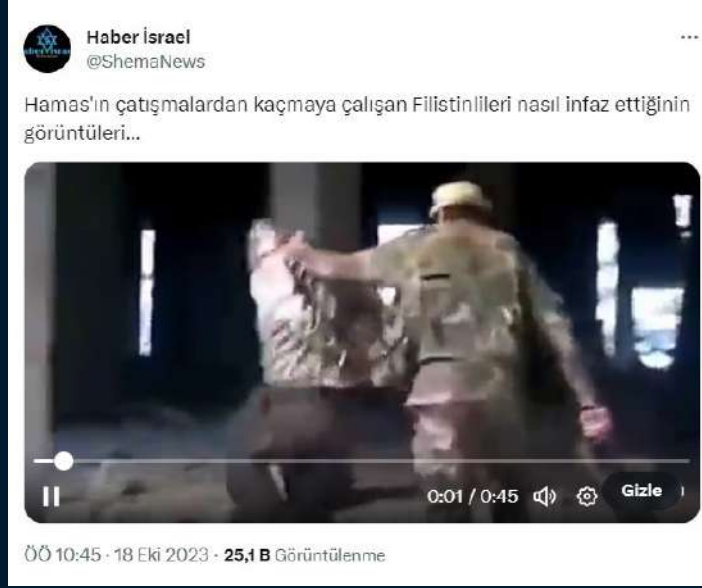 Haber İsrael
@ShemaNews
Hamas'ın çatışmalardan kaçmaya çalışan Filistinlileri nasıl infaz ettiğinin
görüntüleri...
0:01 / 0:45
Gizle
ÖÖ 10:45 · 18 Eki 2023 · 25,1 B Görüntülenme